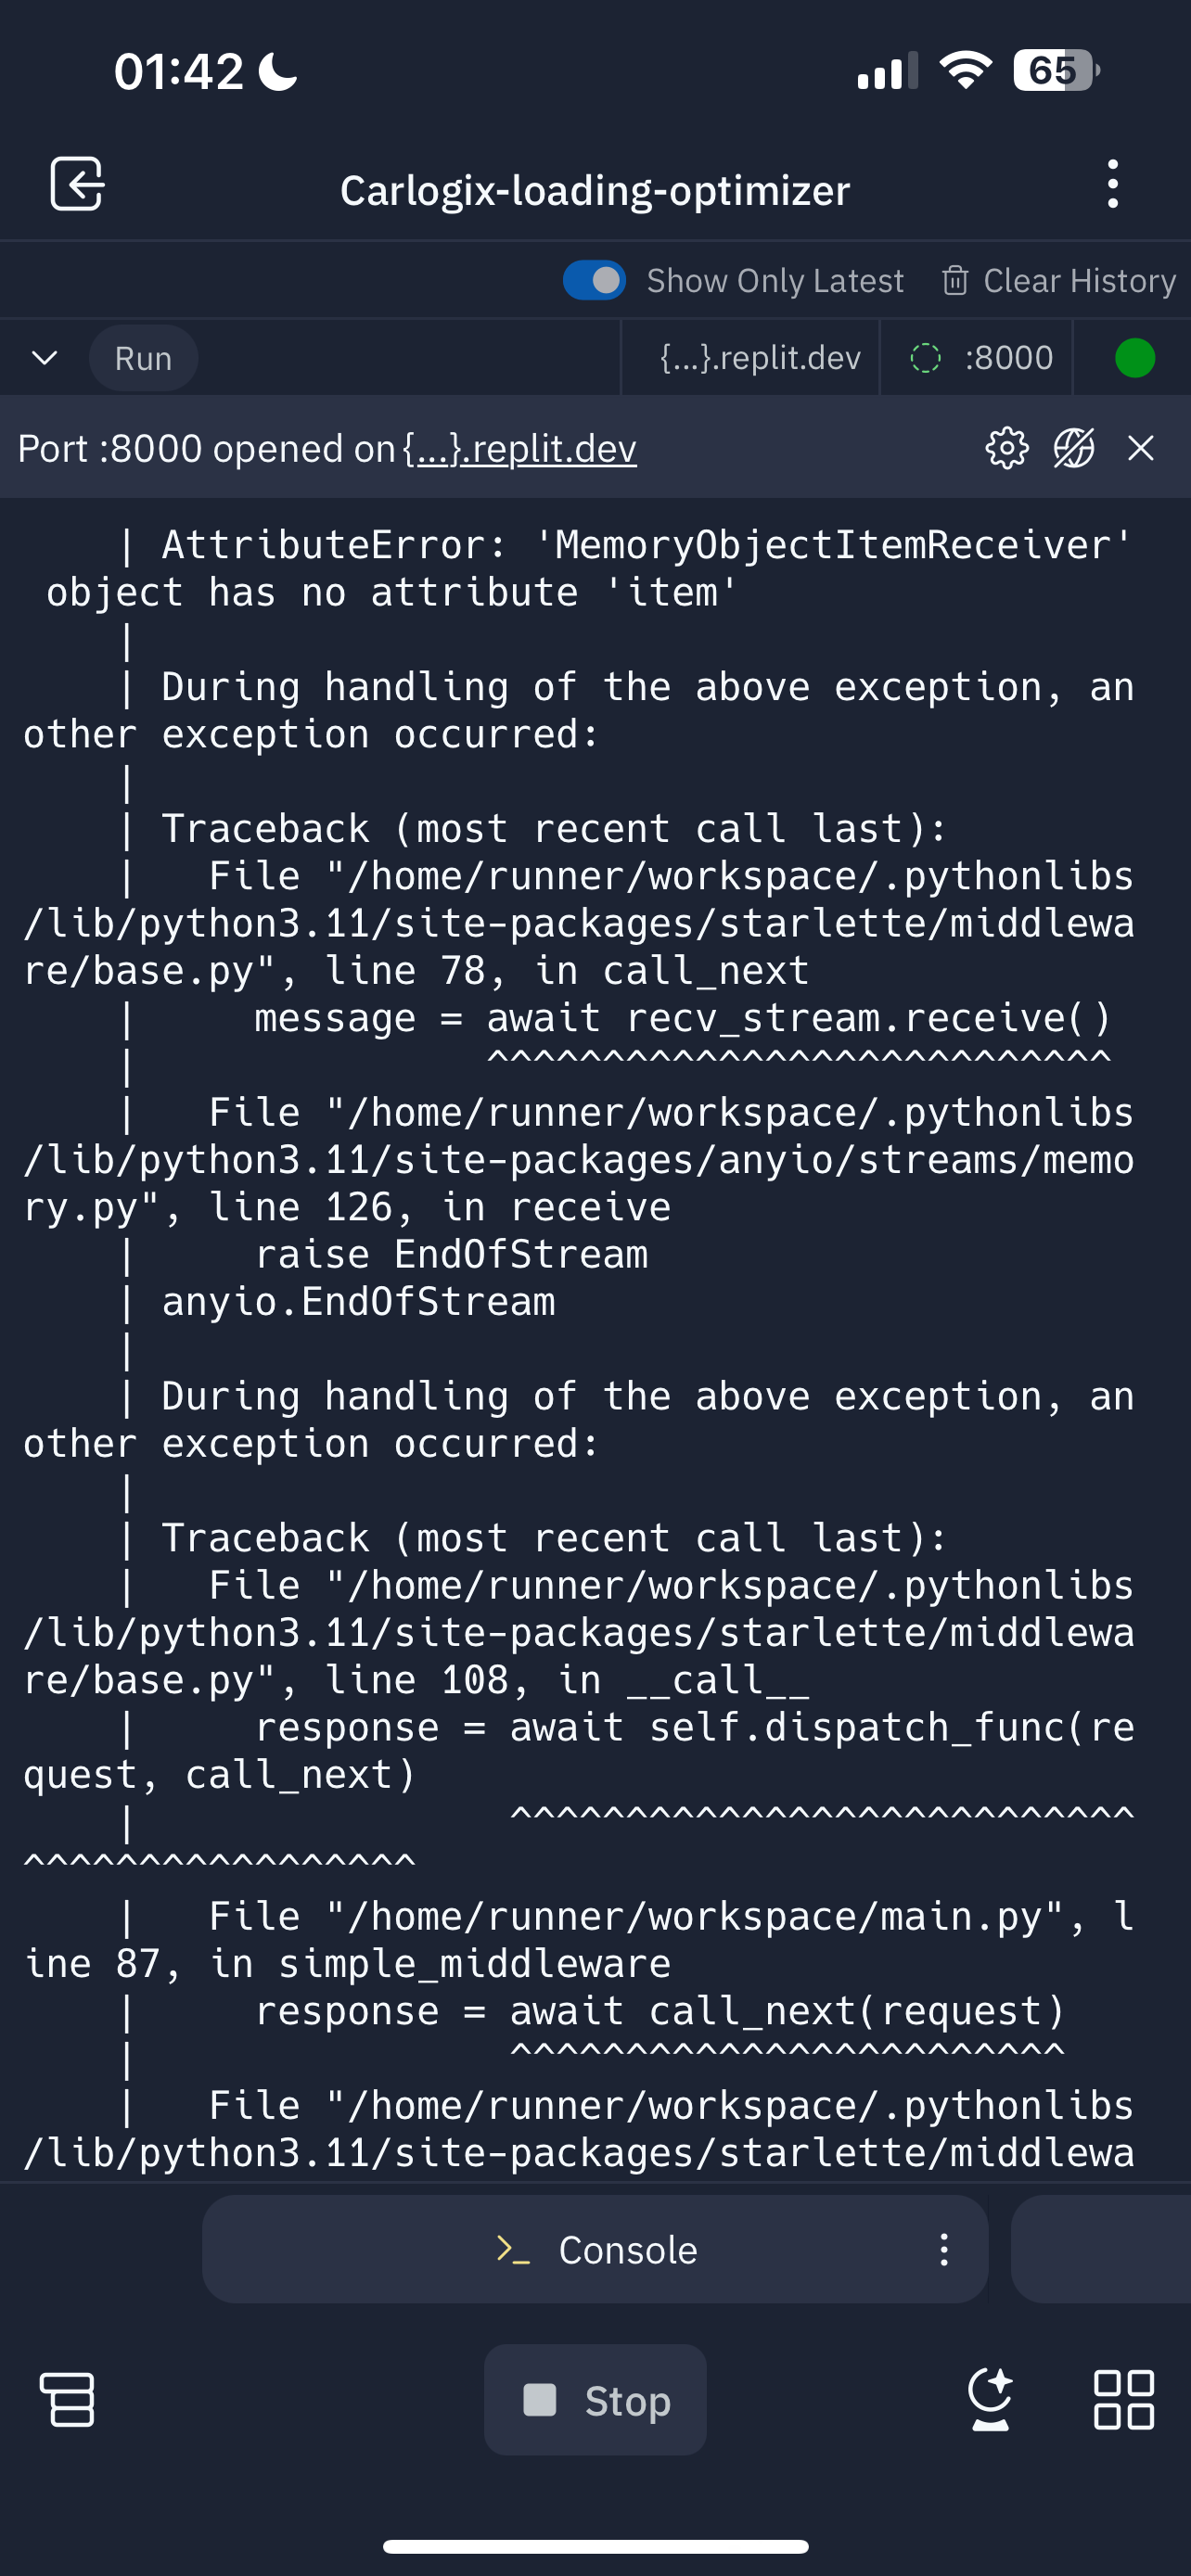 01:42
65
Carlogix-loading-optimizer
Show Only Latest
Clear History
Run
{...}.replit.dev
:8000
Port :8000 opened on {...}.replit.dev
| AttributeError: 'MemoryObjectItemReceiver'
object has no attribute 'item'
|
| During handling of the above exception, an
other exception occurred:
|
| Traceback (most recent call last):
|   File "/home/runner/workspace/.pythonlibs
/lib/python3.11/site-packages/starlette/middlewa
re/base.py", line 78, in call_next
|     message = await recv_stream.receive()
|               ^^^^^^^^^^^^^^^^^^^^^^^^^^^
|   File "/home/runner/workspace/.pythonlibs
/lib/python3.11/site-packages/anyio/streams/memo
ry.py", line 126, in receive
|     raise EndOfStream
| anyio.EndOfStream
|
| During handling of the above exception, an
other exception occurred:
|
| Traceback (most recent call last):
|   File "/home/runner/workspace/.pythonlibs
/lib/python3.11/site-packages/starlette/middlewa
re/base.py", line 108, in __call__
|     response = await self.dispatch_func(re
quest, call_next)
|                ^^^^^^^^^^^^^^^^^^^^^^^^^^^
^^^^^^^^^^^^^^^^^
|   File "/home/runner/workspace/main.py", l
ine 87, in simple_middleware
|     response = await call_next(request)
|                ^^^^^^^^^^^^^^^^^^^^^^^^
|   File "/home/runner/workspace/.pythonlibs
/lib/python3.11/site-packages/starlette/middlewa
Console
Stop